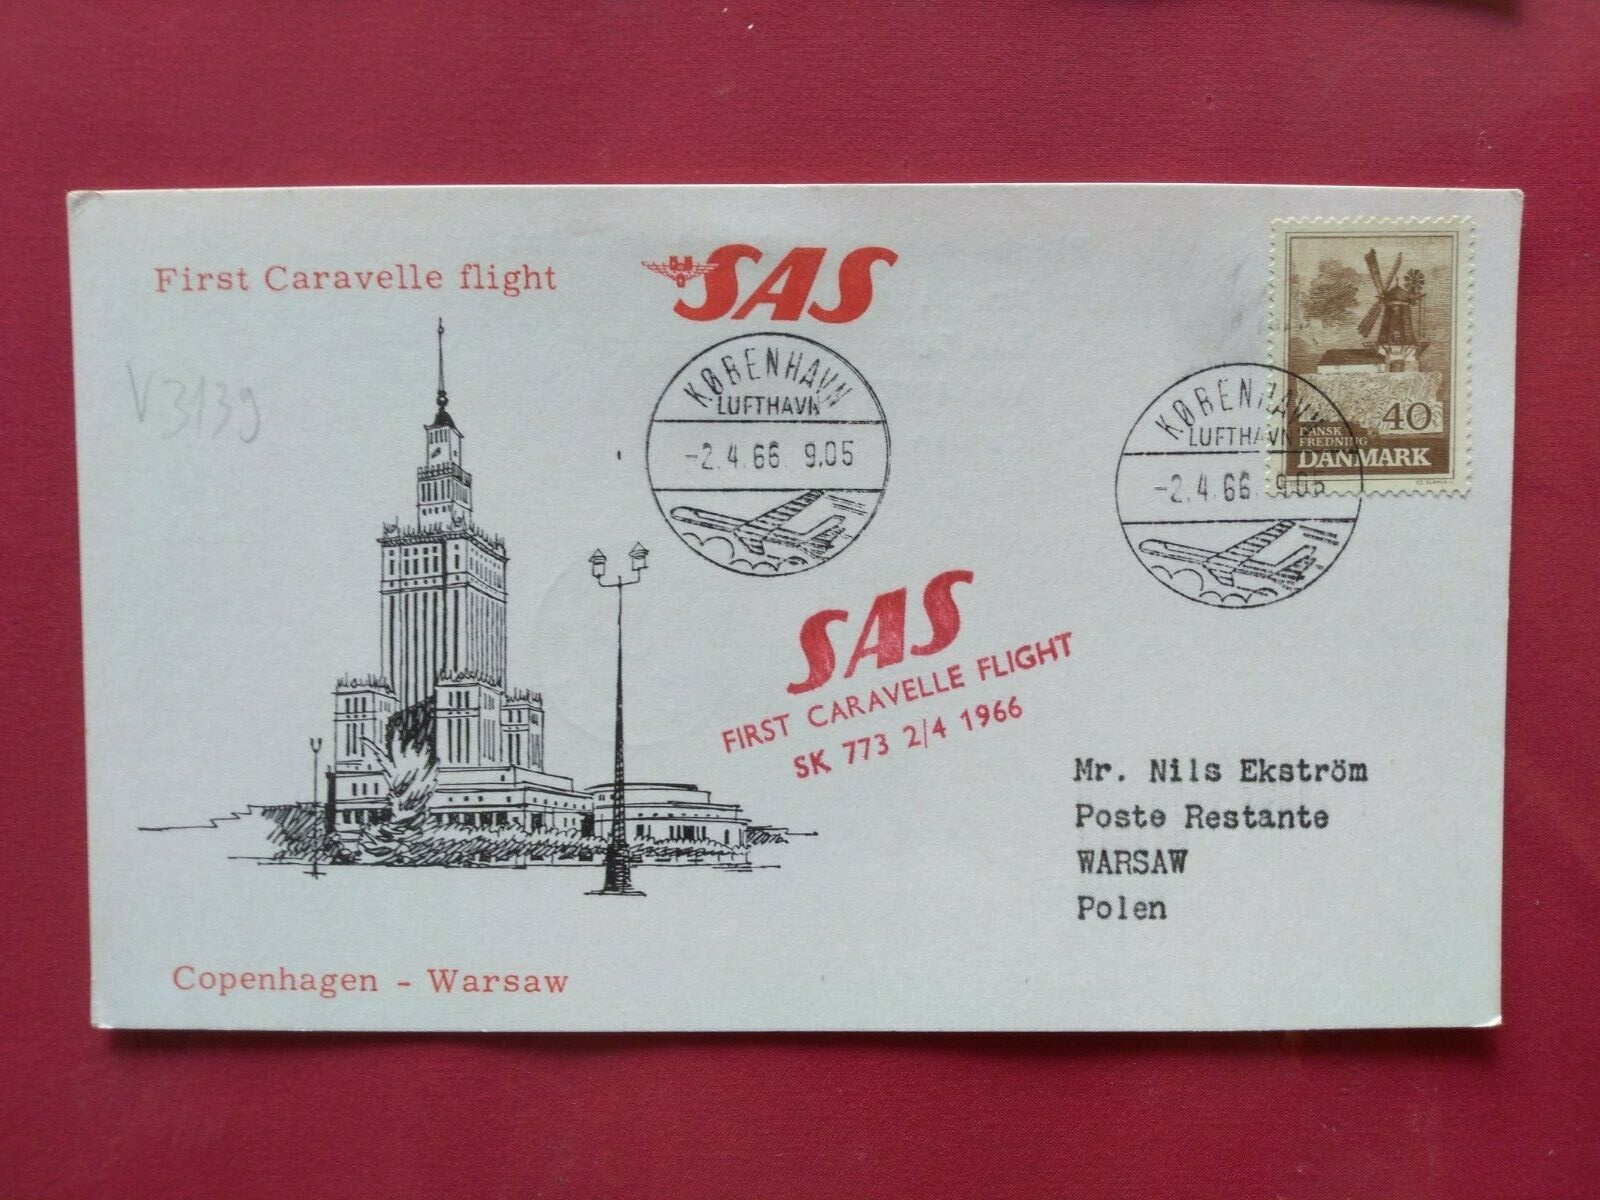 First Caravelle flight
SAS
V3139
KØBENHAVN
LUFTHAVN
-2.4.66. 9.05
KØBENHAVN
LUFTHAVN
-2.4.66. 9.05
40
DANSK
FREDNING
DANMARK
SAS
FIRST CARAVELLE FLIGHT
SK 773 2/4 1966
Mr. Nils Ekström
Poste Restante
WARSAW
Polen
Copenhagen - Warsaw